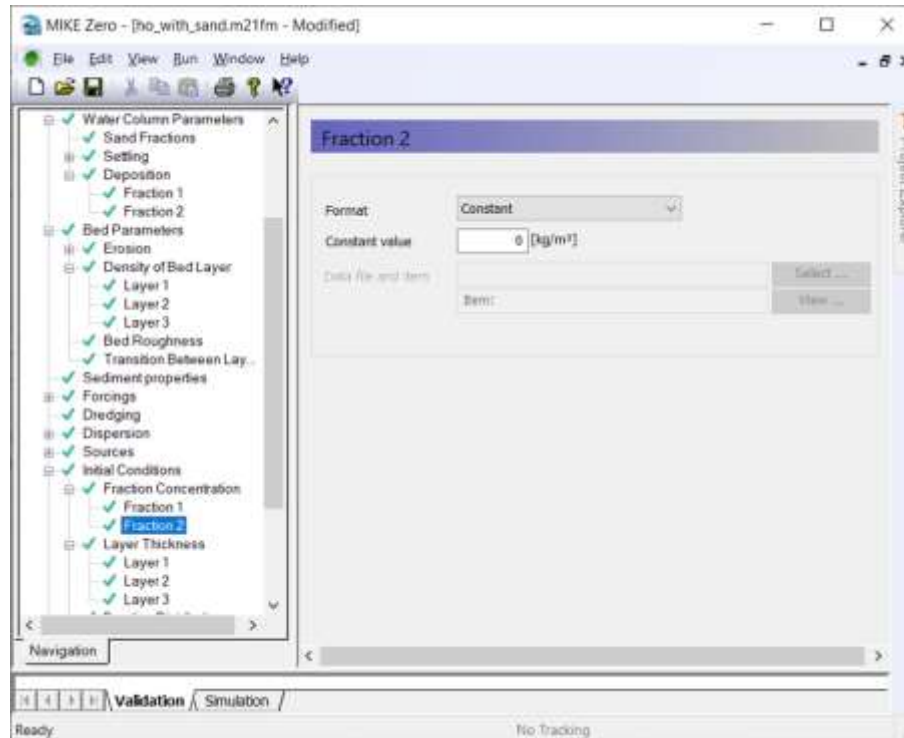 MIKE Zero - [ho_with_sand.m21fm - Modified]
File Edit View Run Window Help
Water Column Parameters
Sand Fractions
Settling
Deposition
Fraction 1
Fraction 2
Bed Parameters
Erosion
Density of Bed Layer
Layer 1
Layer 2
Layer 3
Bed Roughness
Transition Between Lay...
Sediment properties
Forcings
Dredging
Dispersion
Sources
Initial Conditions
Fraction Concentration
Fraction 1
Fraction 2
Layer Thickness
Layer 1
Layer 2
Layer 3
Navigation
Fraction 2
Format Constant
Constant value 0 [kg/m³]
Data file and item Select ...
Item: View ...
Validation Simulation
Ready No Tracking